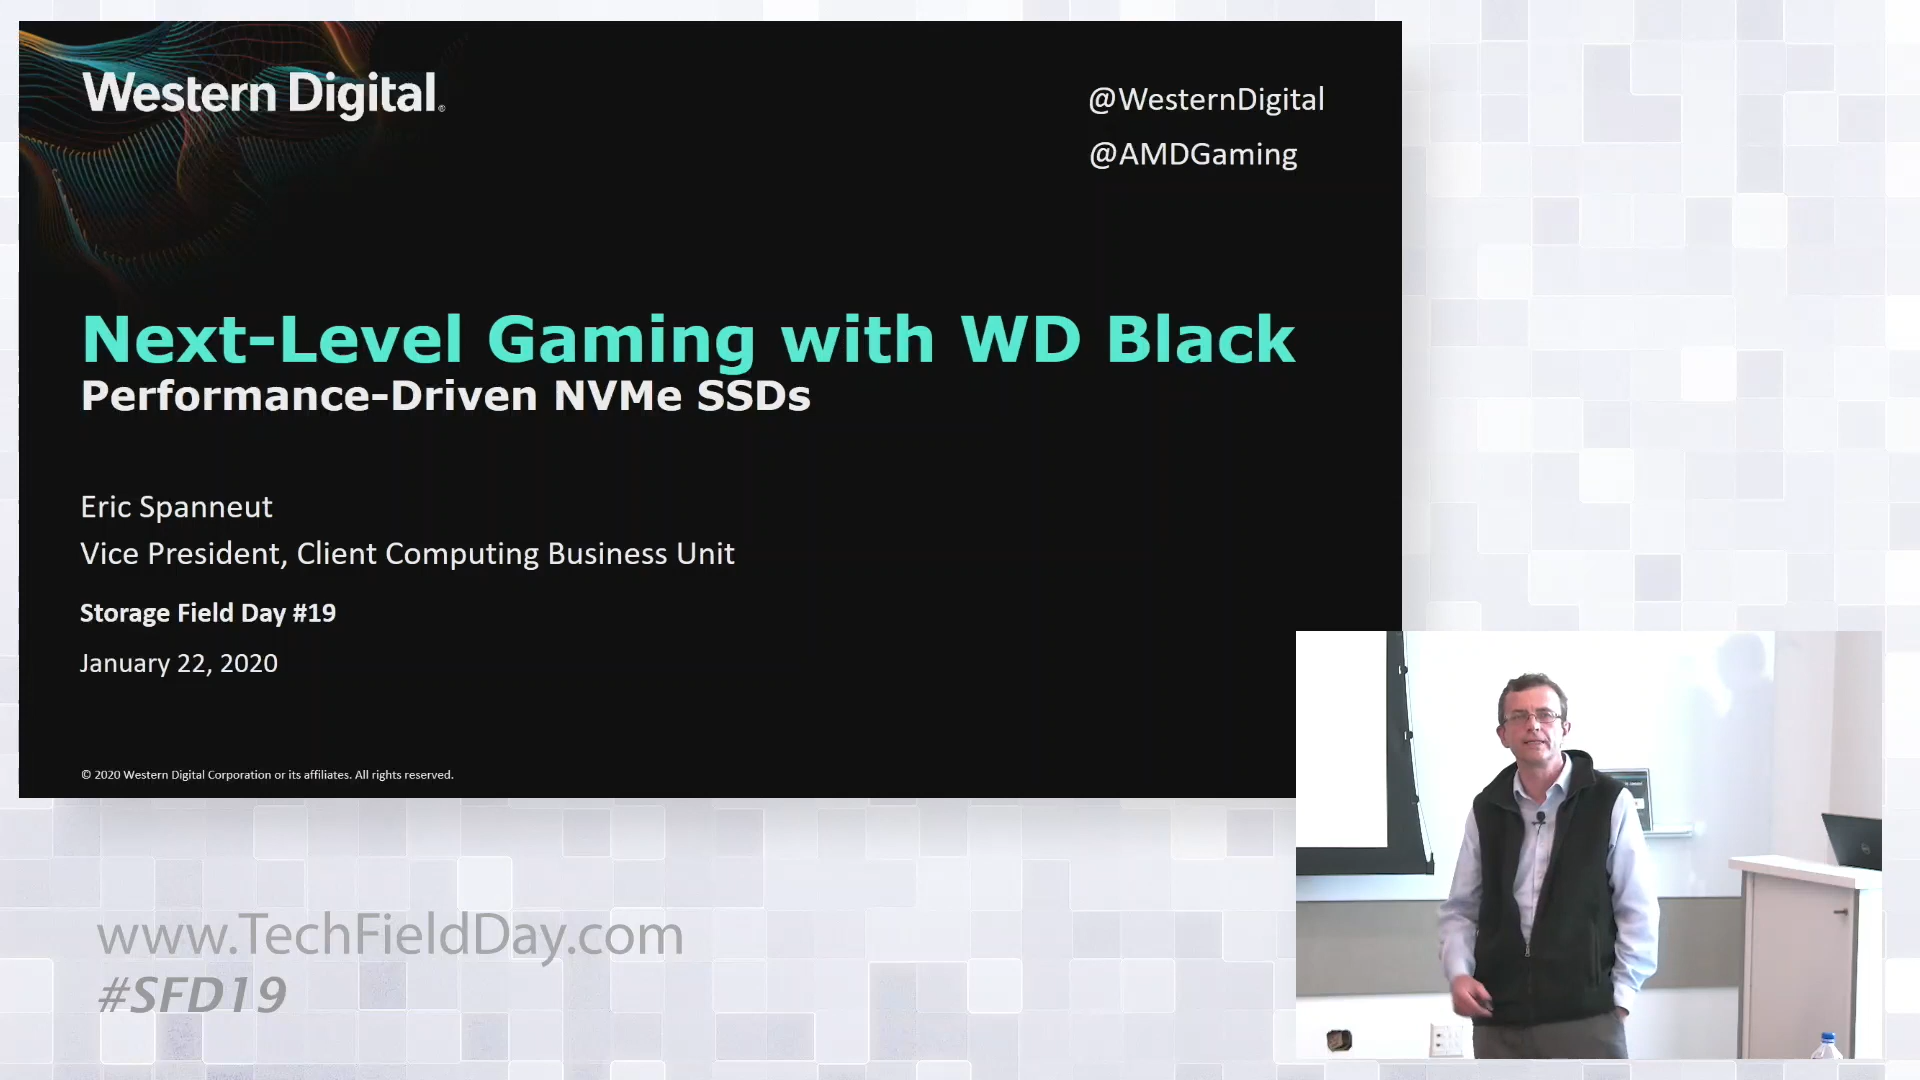 Western Digital®
@WesternDigital
@AMDGaming
Next-Level Gaming with WD Black
Performance-Driven NVMe SSDs
Eric Spanneut
Vice President, Client Computing Business Unit
Storage Field Day #19
January 22, 2020
© 2020 Western Digital Corporation or its affiliates. All rights reserved.
www.TechFieldDay.com
#SFD19